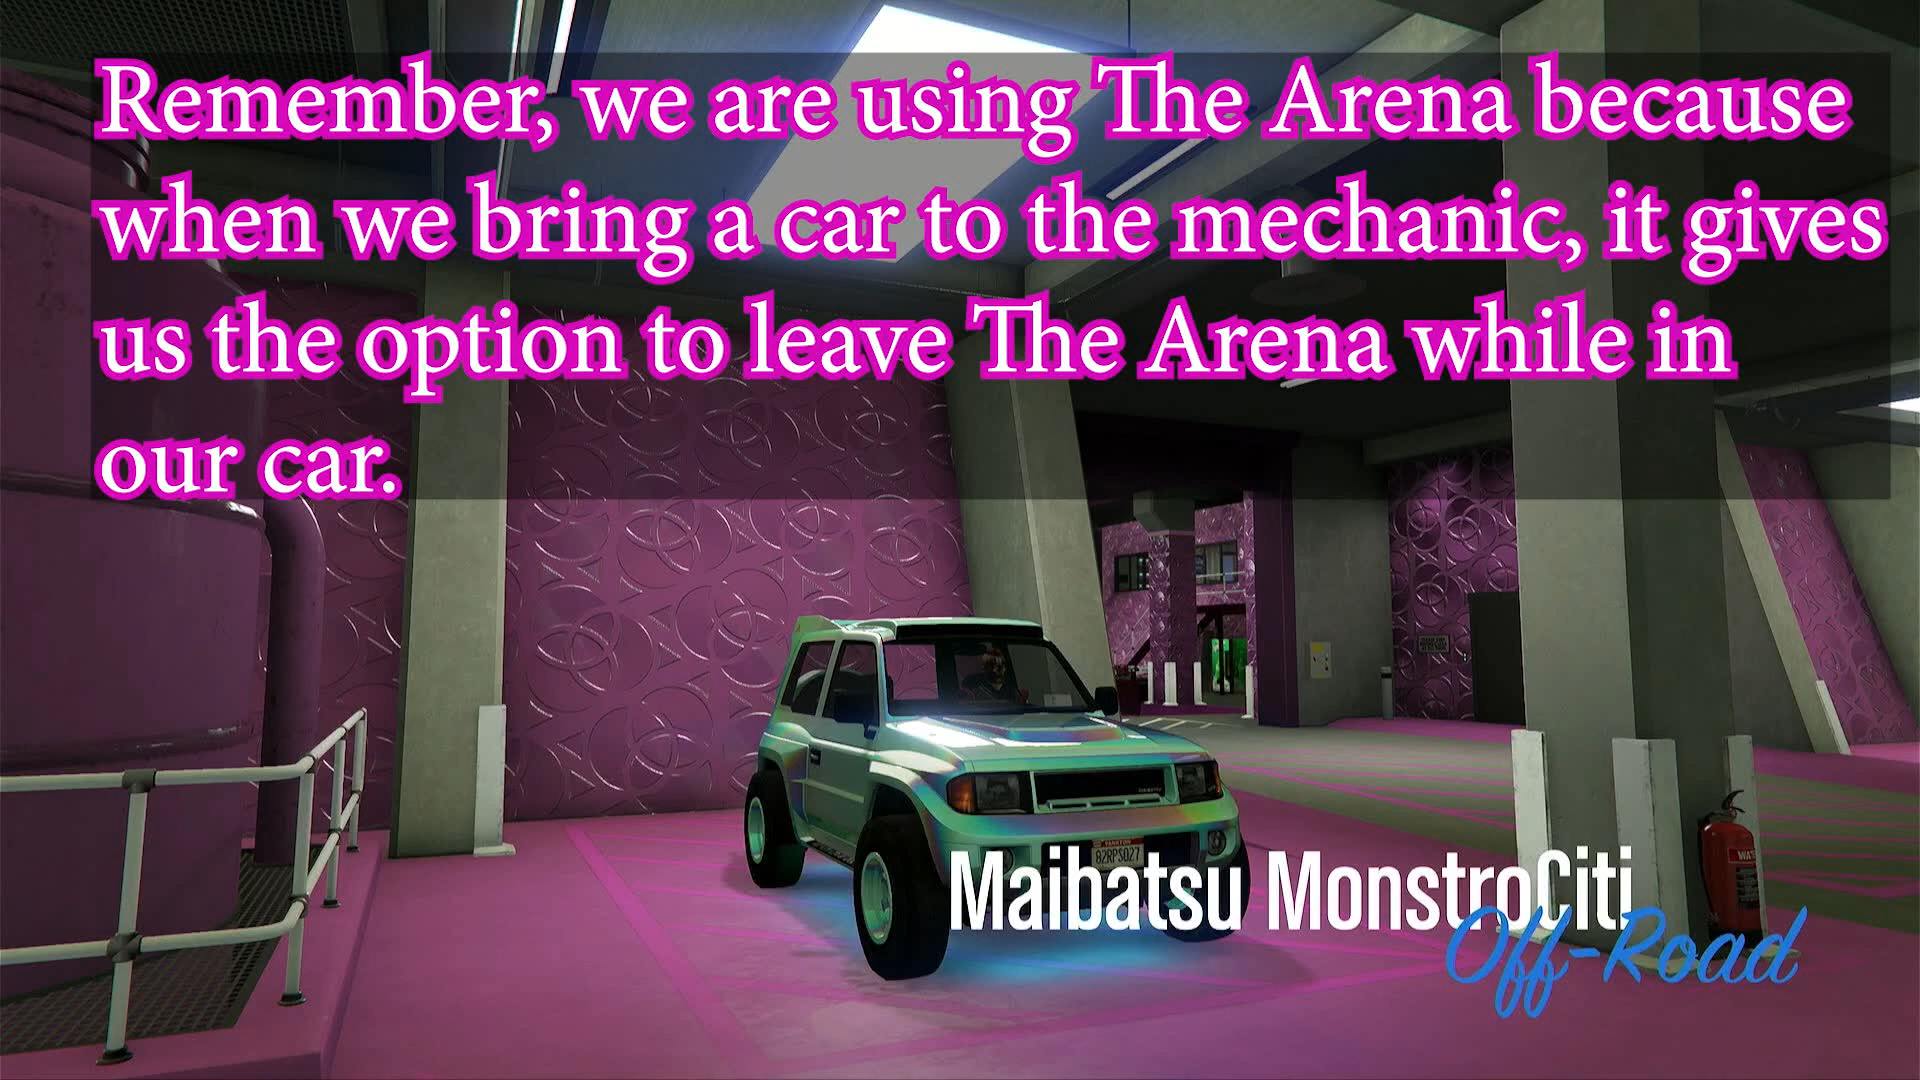 Remember, we are using The Arena because
when we bring a car to the mechanic, it gives
us the option to leave The Arena while in
our car.
82RPS027
Maibatsu MonstroCiti
Off-Road